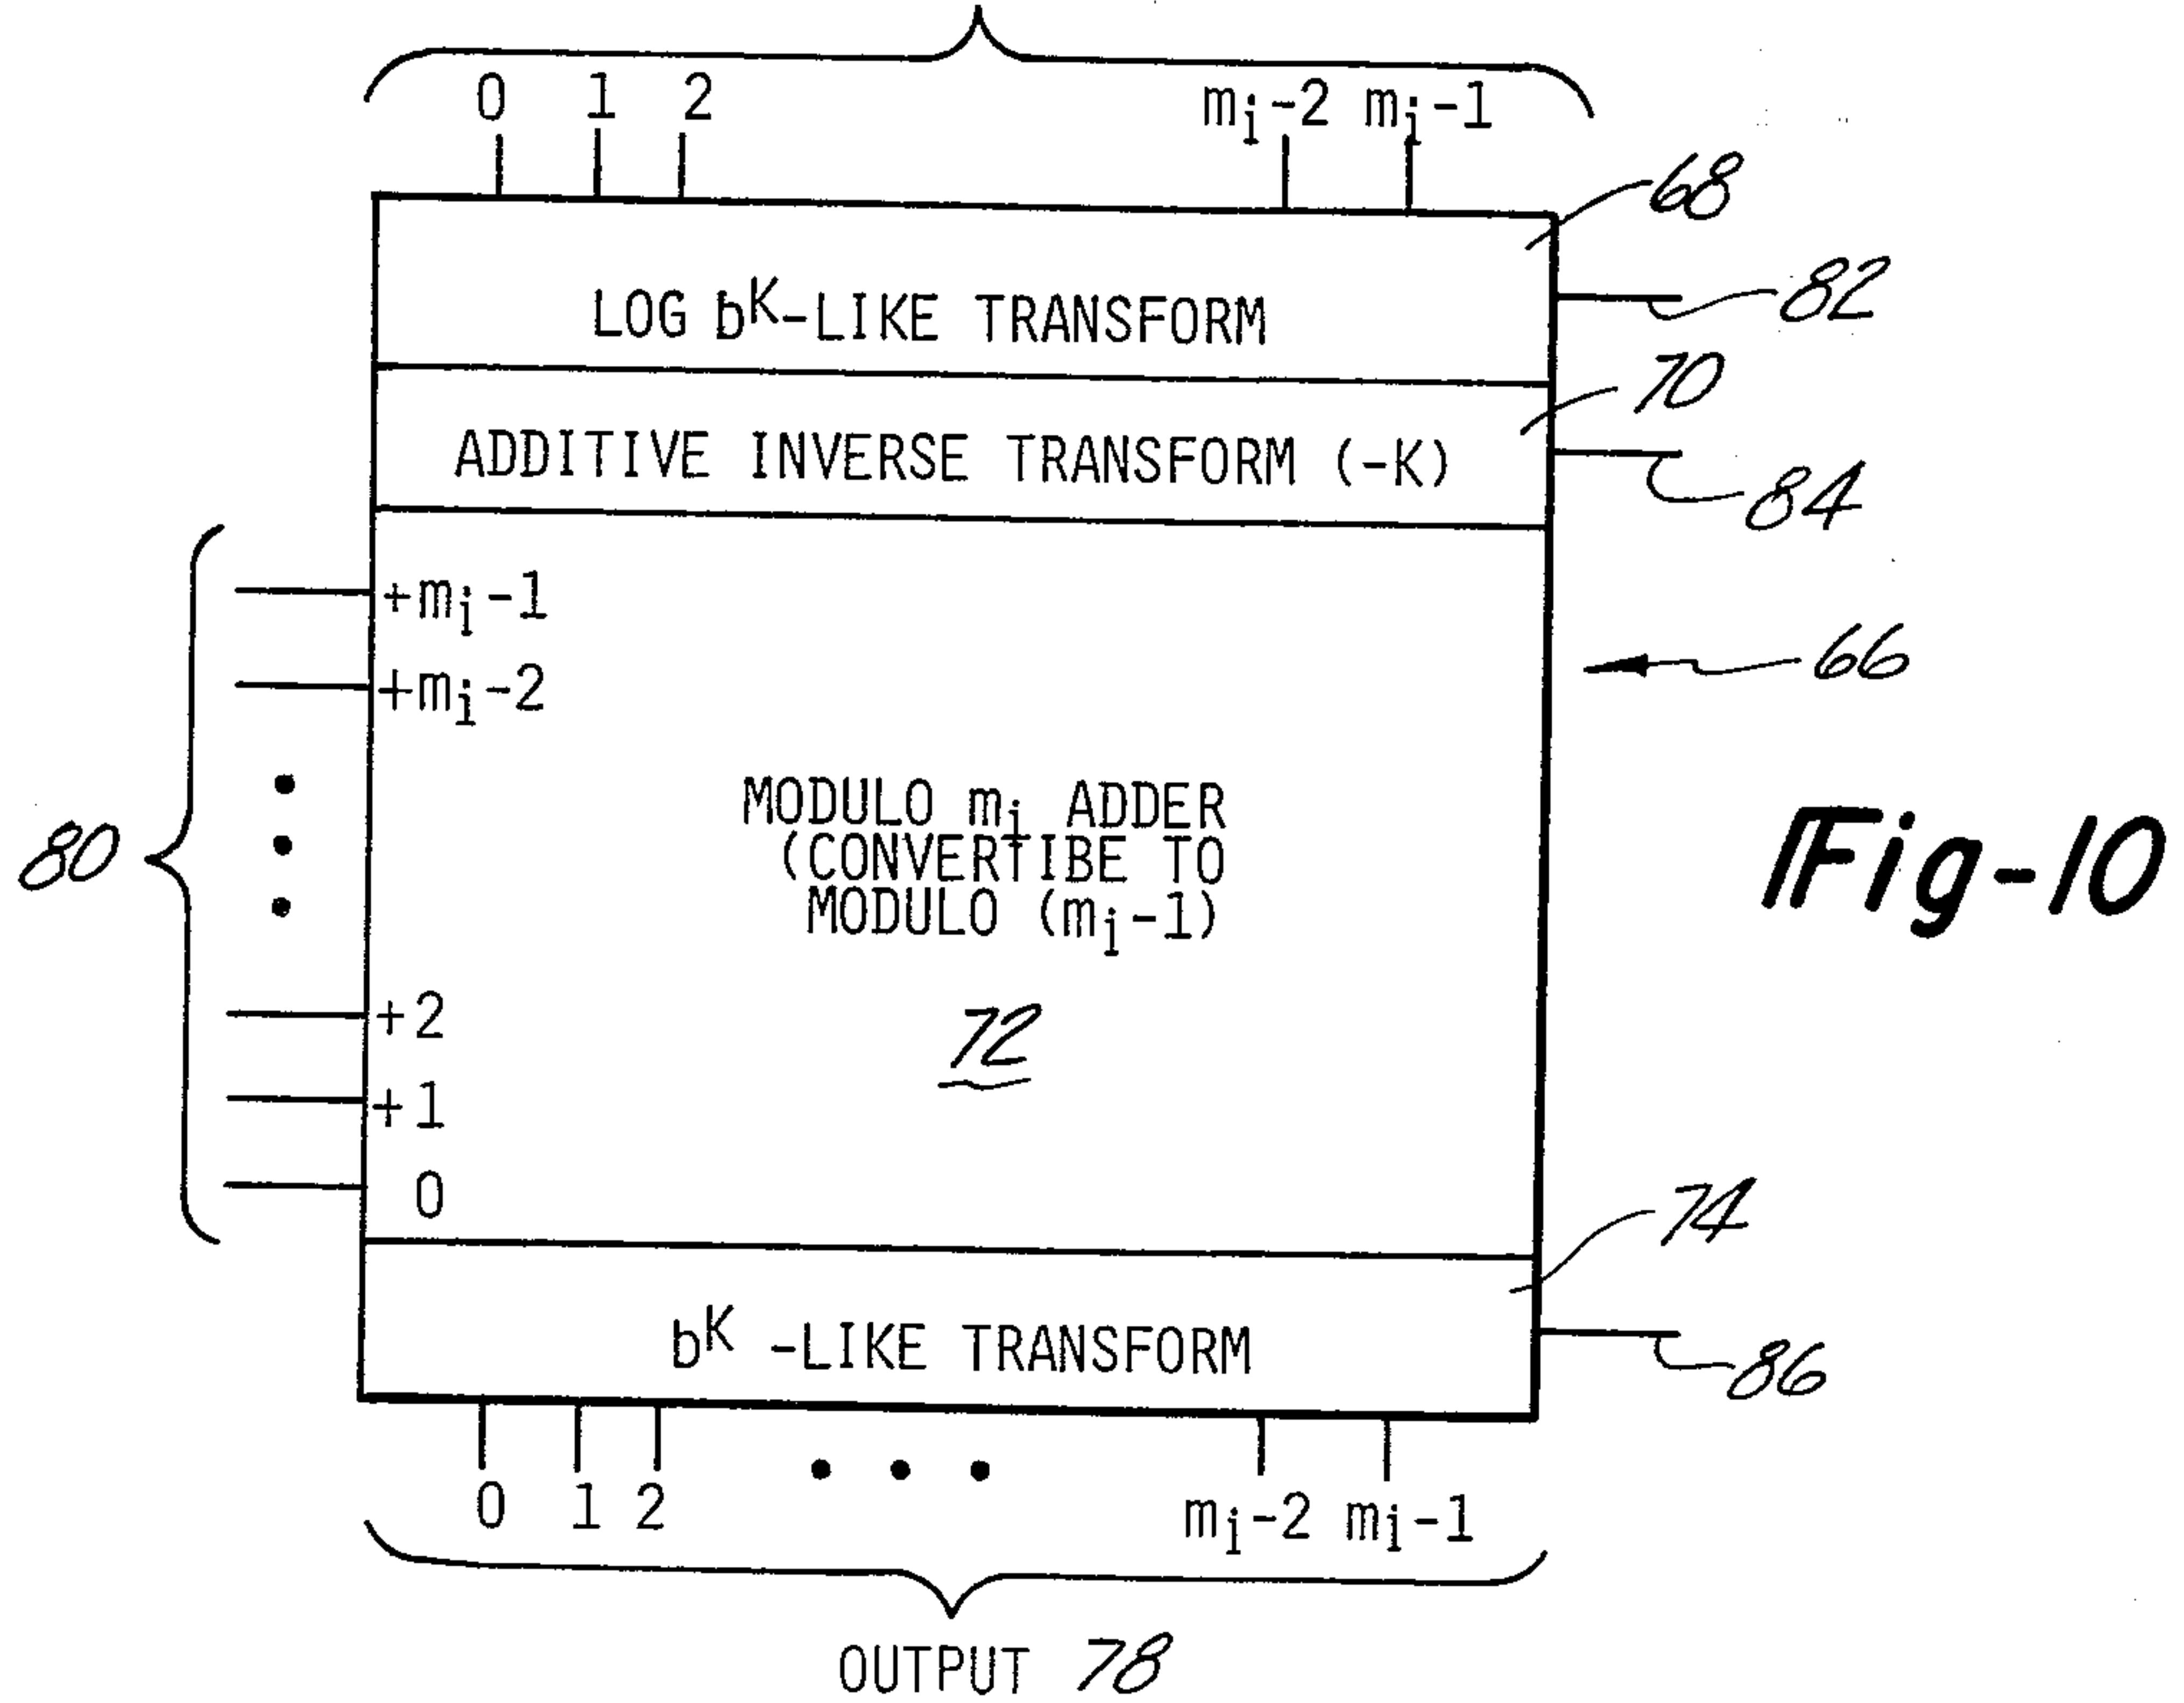 0 1 2 mᵢ-2 mᵢ-1
68
82
LOG bᴷ-LIKE TRANSFORM
70
ADDITIVE INVERSE TRANSFORM (-K)
84
+mᵢ-1
66
+mᵢ-2
80
MODULO mᵢ ADDER
(CONVERTIBE TO
MODULO (mᵢ-1)
Fig-10
72
+2
+1
0
74
bᴷ -LIKE TRANSFORM
86
0 1 2 mᵢ-2 mᵢ-1
OUTPUT 78